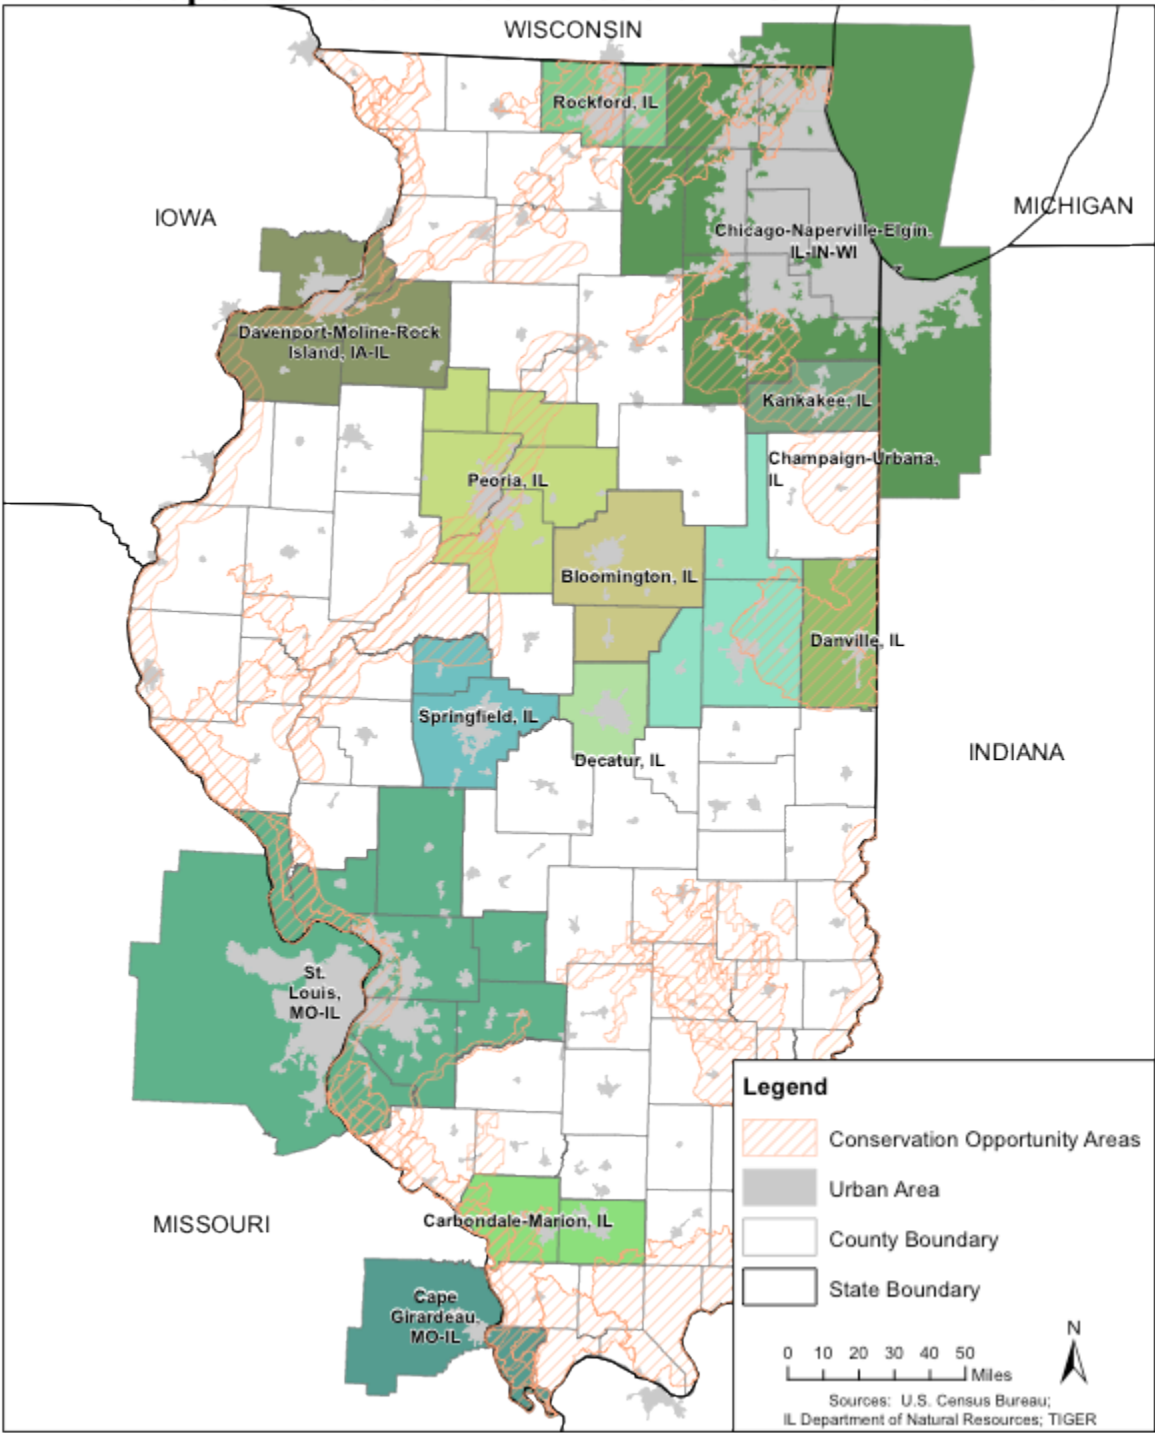 WISCONSIN
Rockford, IL
MICHIGAN
IOWA
Chicago-Naperville-Elgin,
IL-IN-WI
Davenport-Moline-Rock
Island, IA-IL
Kankakee, IL
Champaign-Urbana,
IL
Peoria, IL
Bloomington, IL
Danville, IL
Springfield, IL
Decatur, IL
INDIANA
St.
Louis,
MO-IL
MISSOURI
Carbondale-Marion, IL
Cape
Girardeau,
MO-IL
Legend
Conservation Opportunity Areas
Urban Area
County Boundary
State Boundary
N
0 10 20 30 40 50
Miles
Sources: U.S. Census Bureau;
IL Department of Natural Resources; TIGER